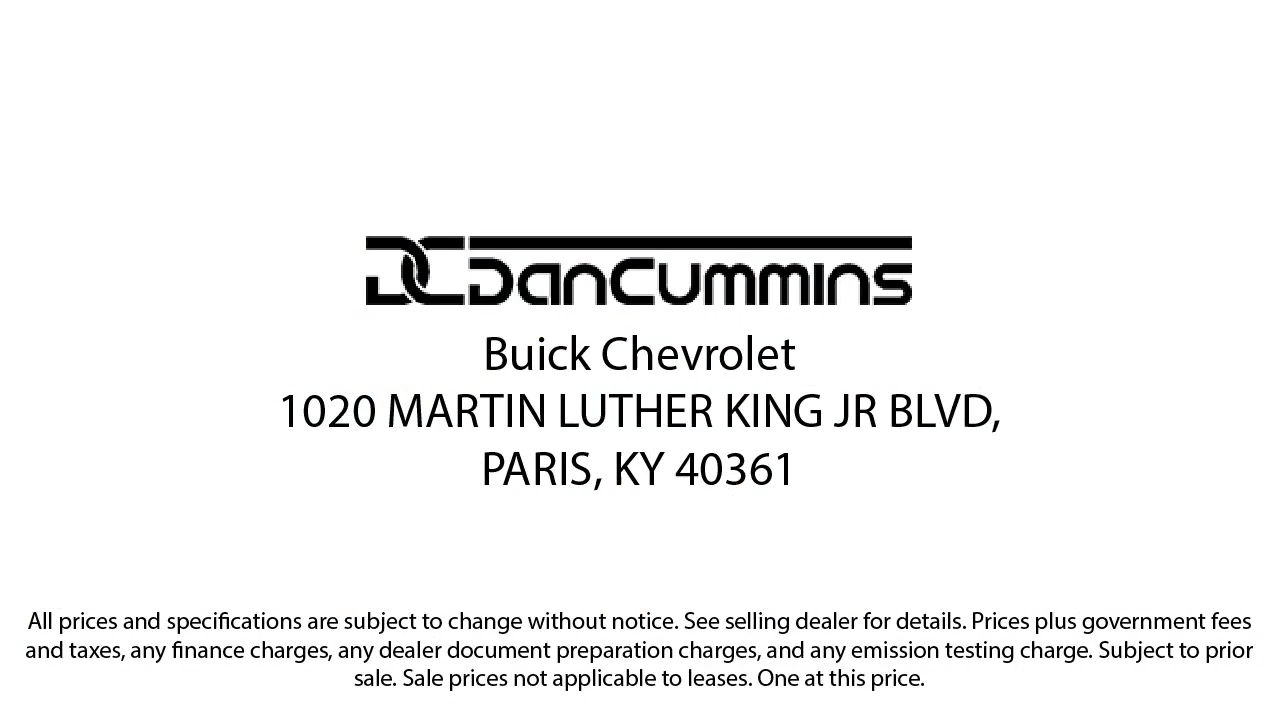 DC DanCummins
Buick Chevrolet
1020 MARTIN LUTHER KING JR BLVD,
PARIS, KY 40361
All prices and specifications are subject to change without notice. See selling dealer for details. Prices plus government fees
and taxes, any finance charges, any dealer document preparation charges, and any emission testing charge. Subject to prior
sale. Sale prices not applicable to leases. One at this price.